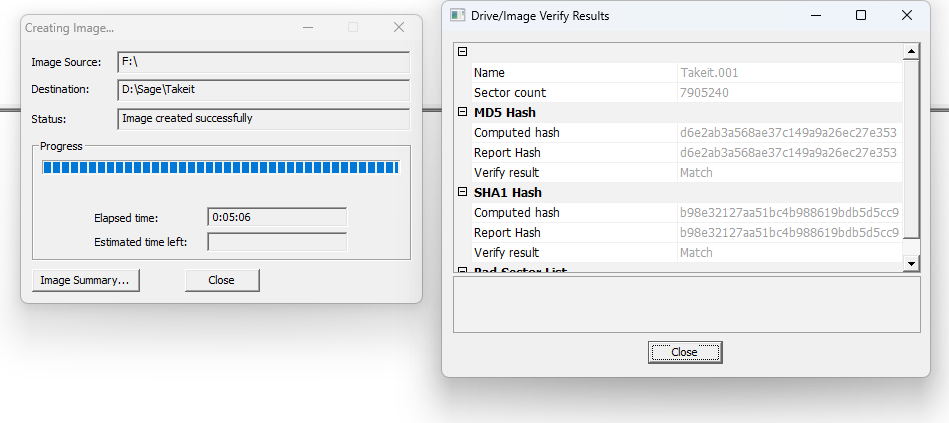 Creating Image...
Image Source: F:\
Destination: D:\Sage\Takeit
Status: Image created successfully
Progress
Elapsed time: 0:05:06
Estimated time left:
Image Summary... Close
Drive/Image Verify Results
Name Takeit.001
Sector count 7905240
MD5 Hash
Computed hash d6e2ab3a568ae37c149a9a26ec27e353
Report Hash d6e2ab3a568ae37c149a9a26ec27e353
Verify result Match
SHA1 Hash
Computed hash b98e32127aa51bc4b988619bdb5d5cc9
Report Hash b98e32127aa51bc4b988619bdb5d5cc9
Verify result Match
Bad Sector List
Close